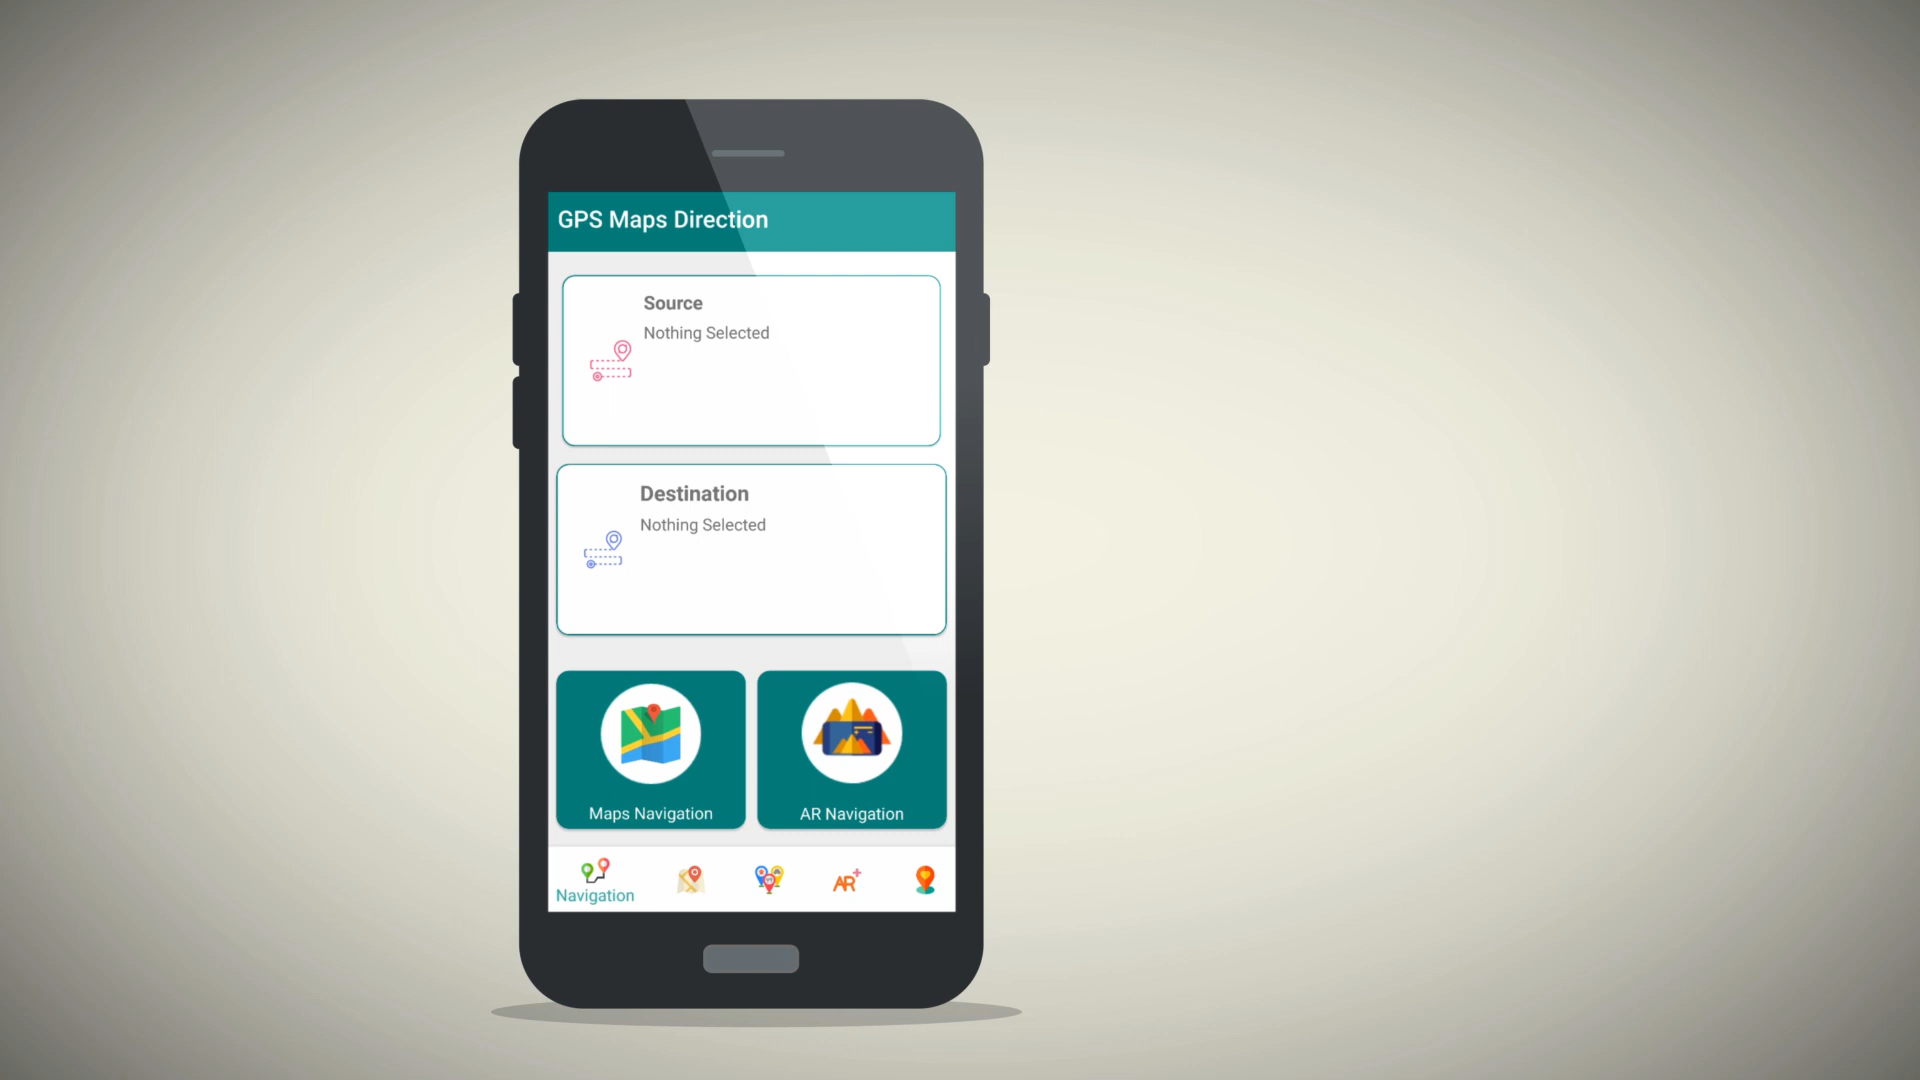 GPS Maps Direction
Source
Nothing Selected
Destination
Nothing Selected
Maps Navigation
AR Navigation
Navigation
AR+